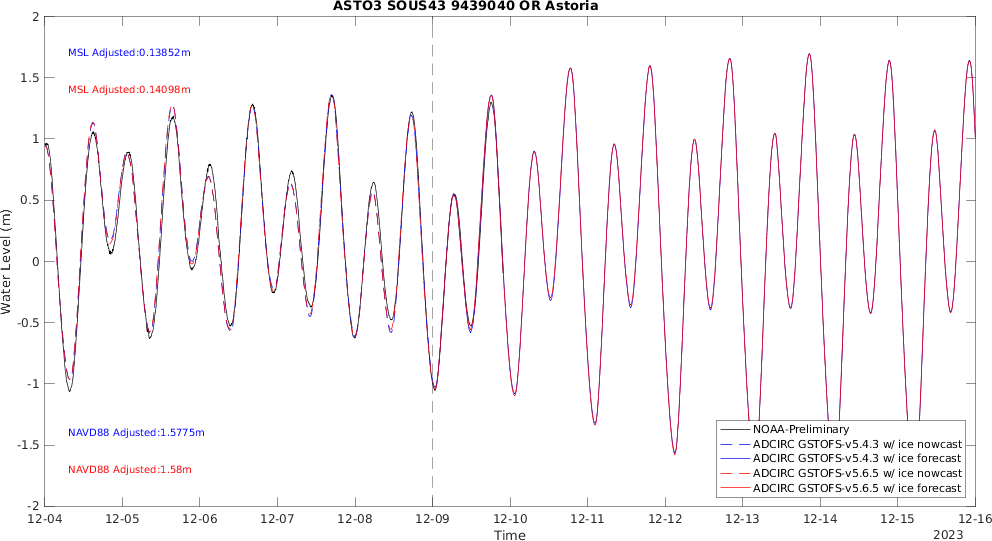 ASTO3 SOUS43 9439040 OR Astoria
2
1.5
1
0.5
0
-0.5
-1
-1.5
-2
Water Level (m)
MSL Adjusted:0.13852m
MSL Adjusted:0.14098m
NAVD88 Adjusted:1.5775m
NAVD88 Adjusted:1.58m
NOAA-Preliminary
ADCIRC GSTOFS-v5.4.3 w/ ice nowcast
ADCIRC GSTOFS-v5.4.3 w/ ice forecast
ADCIRC GSTOFS-v5.6.5 w/ ice nowcast
ADCIRC GSTOFS-v5.6.5 w/ ice forecast
12-04 12-05 12-06 12-07 12-08 12-09 12-10 12-11 12-12 12-13 12-14 12-15 12-16
Time
2023